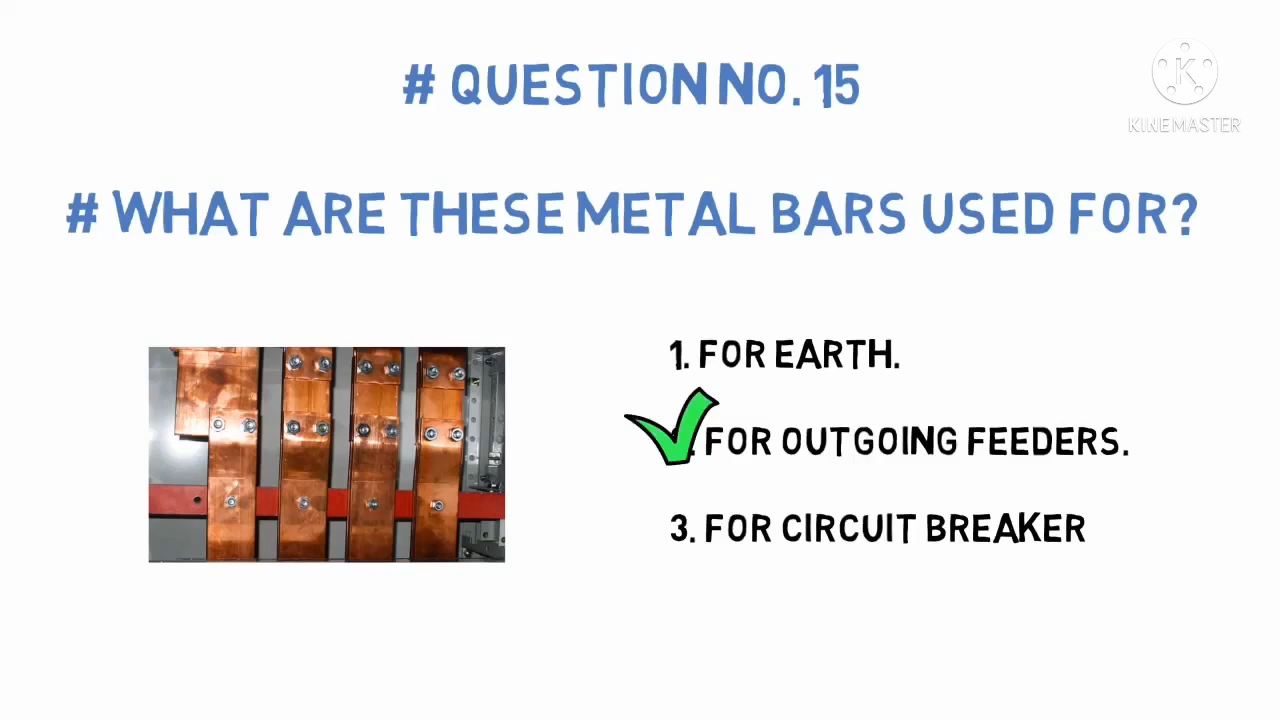 # QUESTION NO. 15
K
KINEMASTER
# WHAT ARE THESE METAL BARS USED FOR?
1. FOR EARTH.
. FOR OUTGOING FEEDERS.
3. FOR CIRCUIT BREAKER